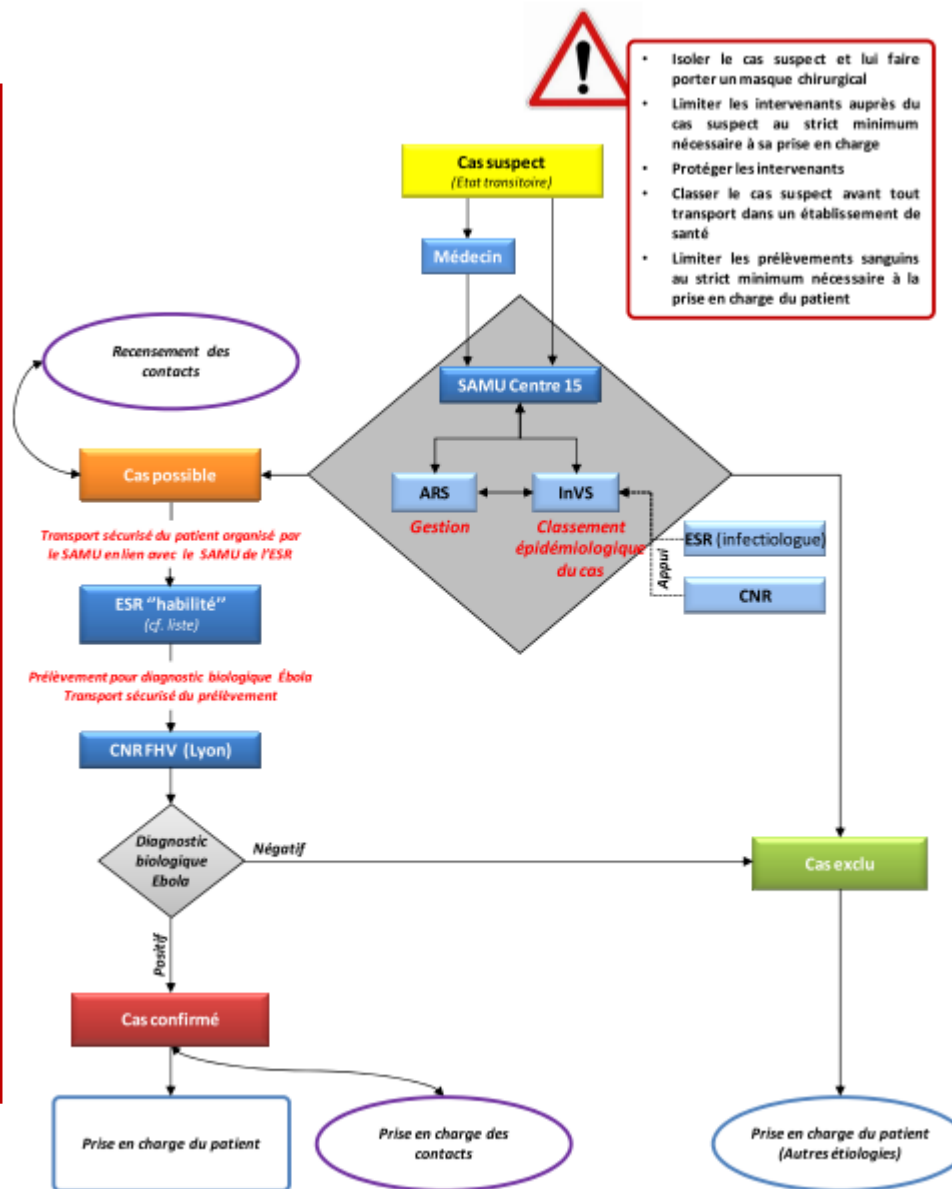 • Isoler le cas suspect et lui faire
porter un masque chirurgical
• Limiter les intervenants auprès du
cas suspect au strict minimum
nécessaire à sa prise en charge
• Protéger les intervenants
• Classer le cas suspect avant tout
transport dans un établissement de
santé
• Limiter les prélèvements sanguins
au strict minimum nécessaire à la
prise en charge du patient
Cas suspect
(Etat transitoire)
Médecin
Recensement des
contacts
SAMU Centre 15
Cas possible
ARS
InVS
Gestion
Classement
épidémiologique
du cas
Appui
ESR (infectiologue)
CNR
Transport sécurisé du patient organisé par
le SAMU en lien avec le SAMU de l'ESR
ESR "habilité"
(cf. liste)
Prélèvement pour diagnostic biologique Ébola
Transport sécurisé du prélèvement
CNR FHV (Lyon)
Diagnostic
biologique
Ebola
Négatif
Cas exclu
Positif
Cas confirmé
Prise en charge du patient
Prise en charge des
contacts
Prise en charge du patient
(Autres étiologies)